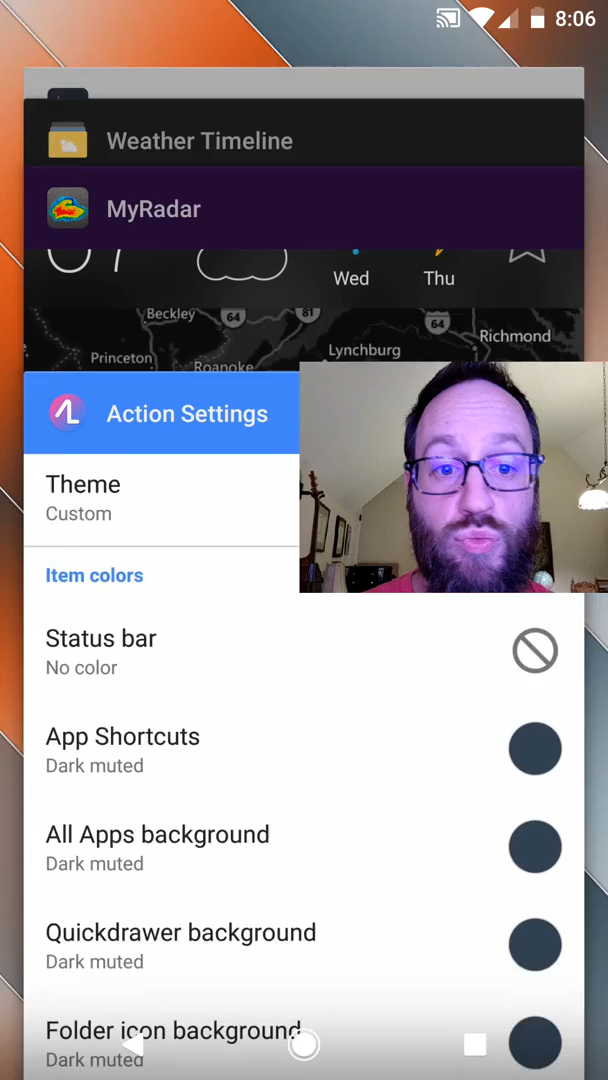 8:06
Weather Timeline
MyRadar
Wed Thu
Beckley 64 81 64
Richmond
Lynchburg
Princeton
Roanoke
Action Settings
Theme
Custom
Item colors
Status bar
No color
App Shortcuts
Dark muted
All Apps background
Dark muted
Quickdrawer background
Dark muted
Folder icon background
Dark muted